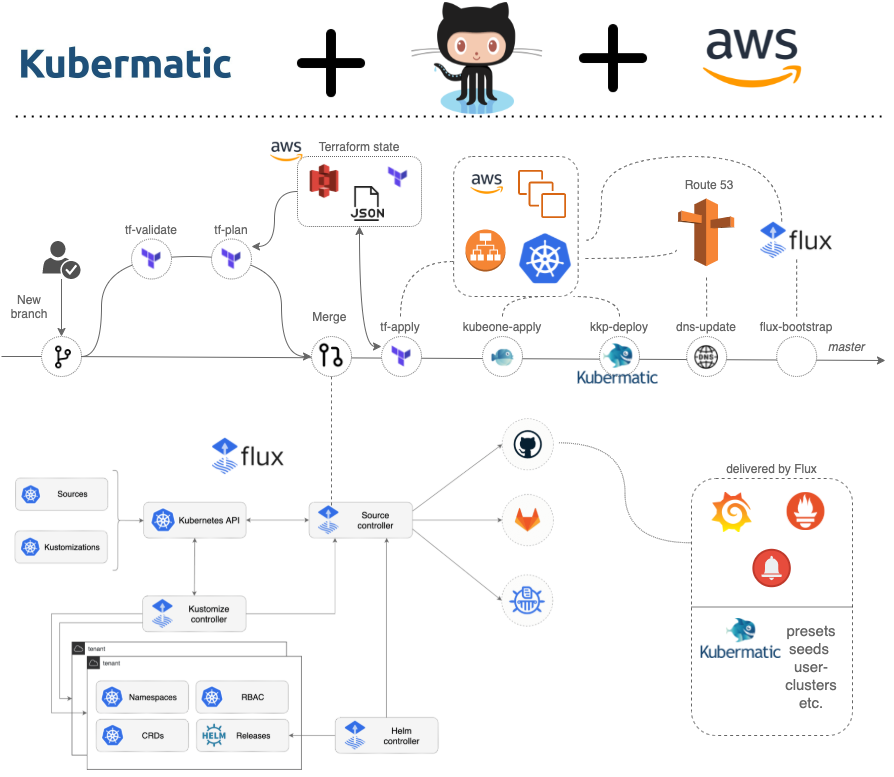 Kubermatic
aws
aws
Terraform state
JSON
tf-validate
tf-plan
New
branch
Merge
aws
Route 53
flux
tf-apply
kubeone-apply
kkp-deploy
dns-update
flux-bootstrap
DNS
master
Kubermatic
flux
Sources
Kustomizations
Kubernetes API
Source
controller
Kustomize
controller
tenant
tenant
Namespaces
RBAC
CRDs
HELM
Releases
Helm
controller
delivered by Flux
Kubermatic
presets
seeds
user-
clusters
etc.